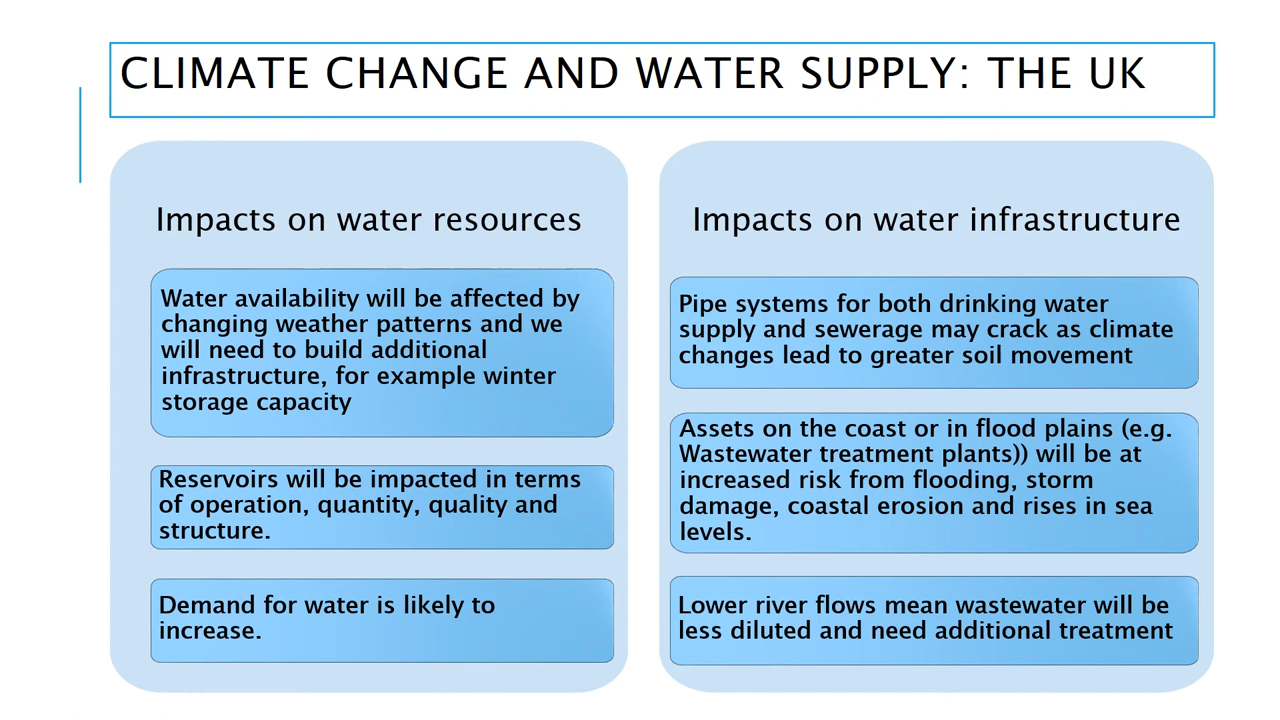 CLIMATE CHANGE AND WATER SUPPLY: THE UK
Impacts on water resources
Water availability will be affected by
changing weather patterns and we
will need to build additional
infrastructure, for example winter
storage capacity
Reservoirs will be impacted in terms
of operation, quantity, quality and
structure.
Demand for water is likely to
increase.
Impacts on water infrastructure
Pipe systems for both drinking water
supply and sewerage may crack as climate
changes lead to greater soil movement
Assets on the coast or in flood plains (e.g.
Wastewater treatment plants)) will be at
increased risk from flooding, storm
damage, coastal erosion and rises in sea
levels.
Lower river flows mean wastewater will be
less diluted and need additional treatment